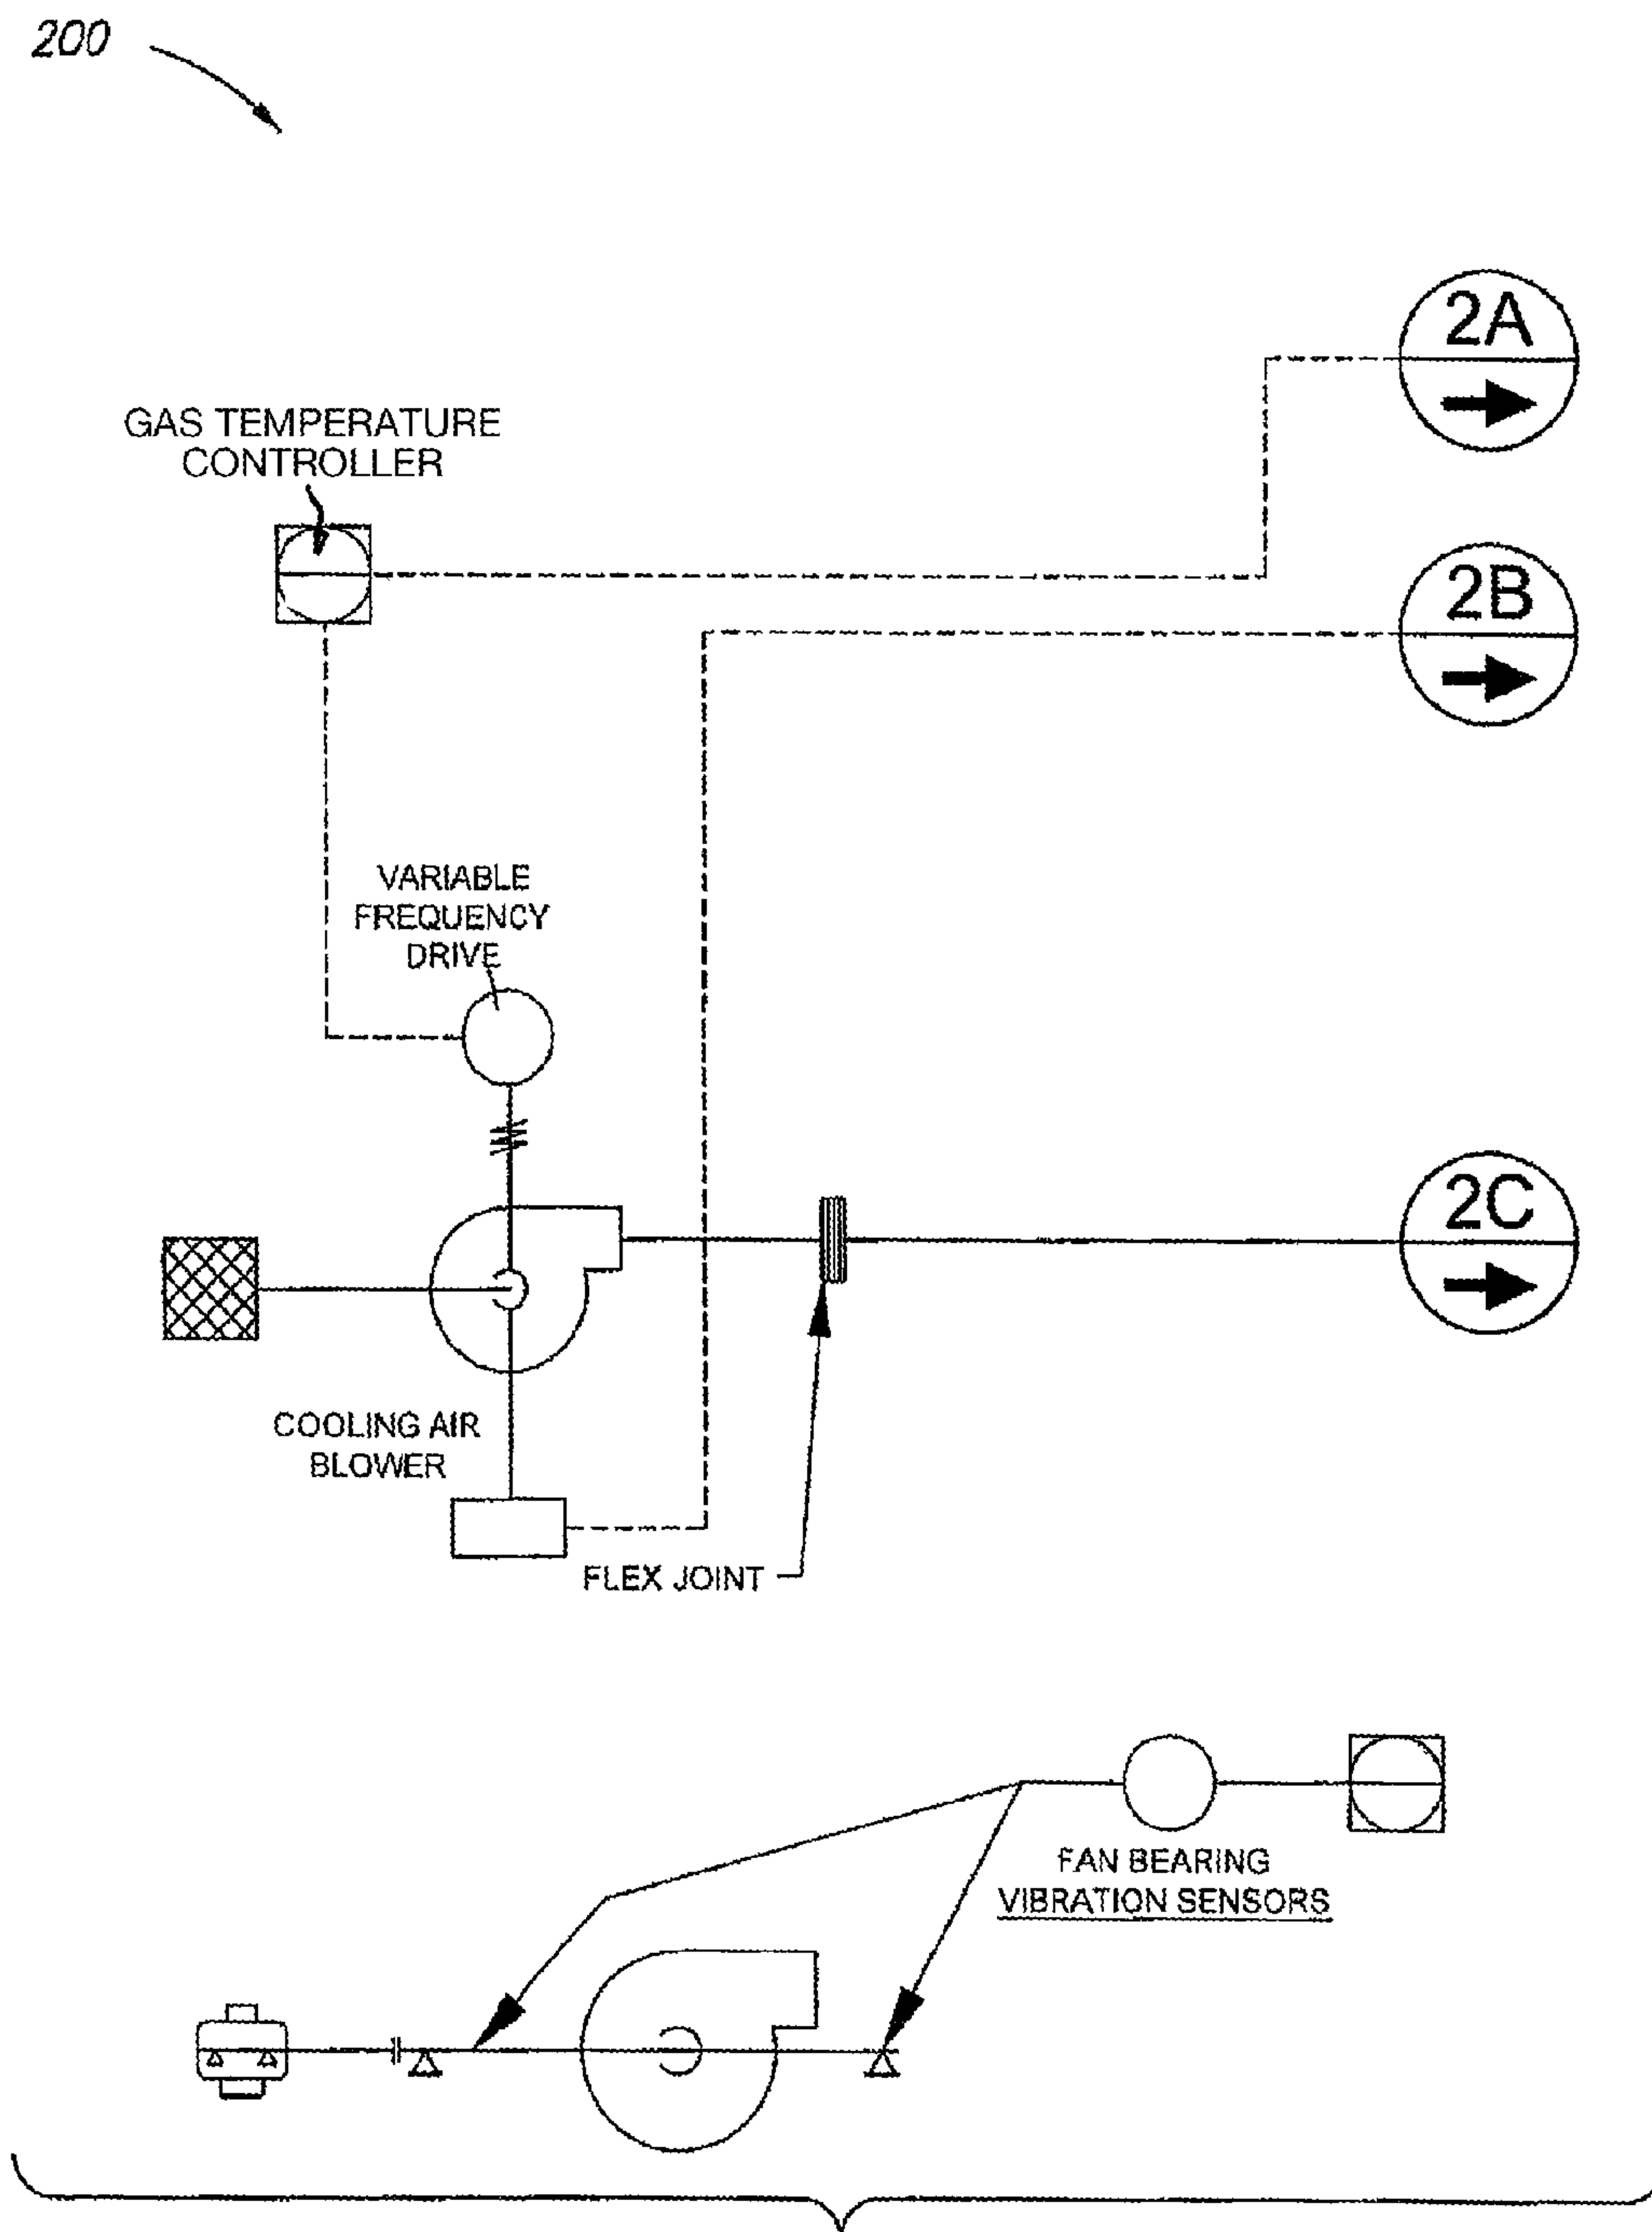 200
2A
GAS TEMPERATURE
CONTROLLER
2B
VARIABLE
FREQUENCY
DRIVE
2C
COOLING AIR
BLOWER
FLEX JOINT
FAN BEARING
VIBRATION SENSORS